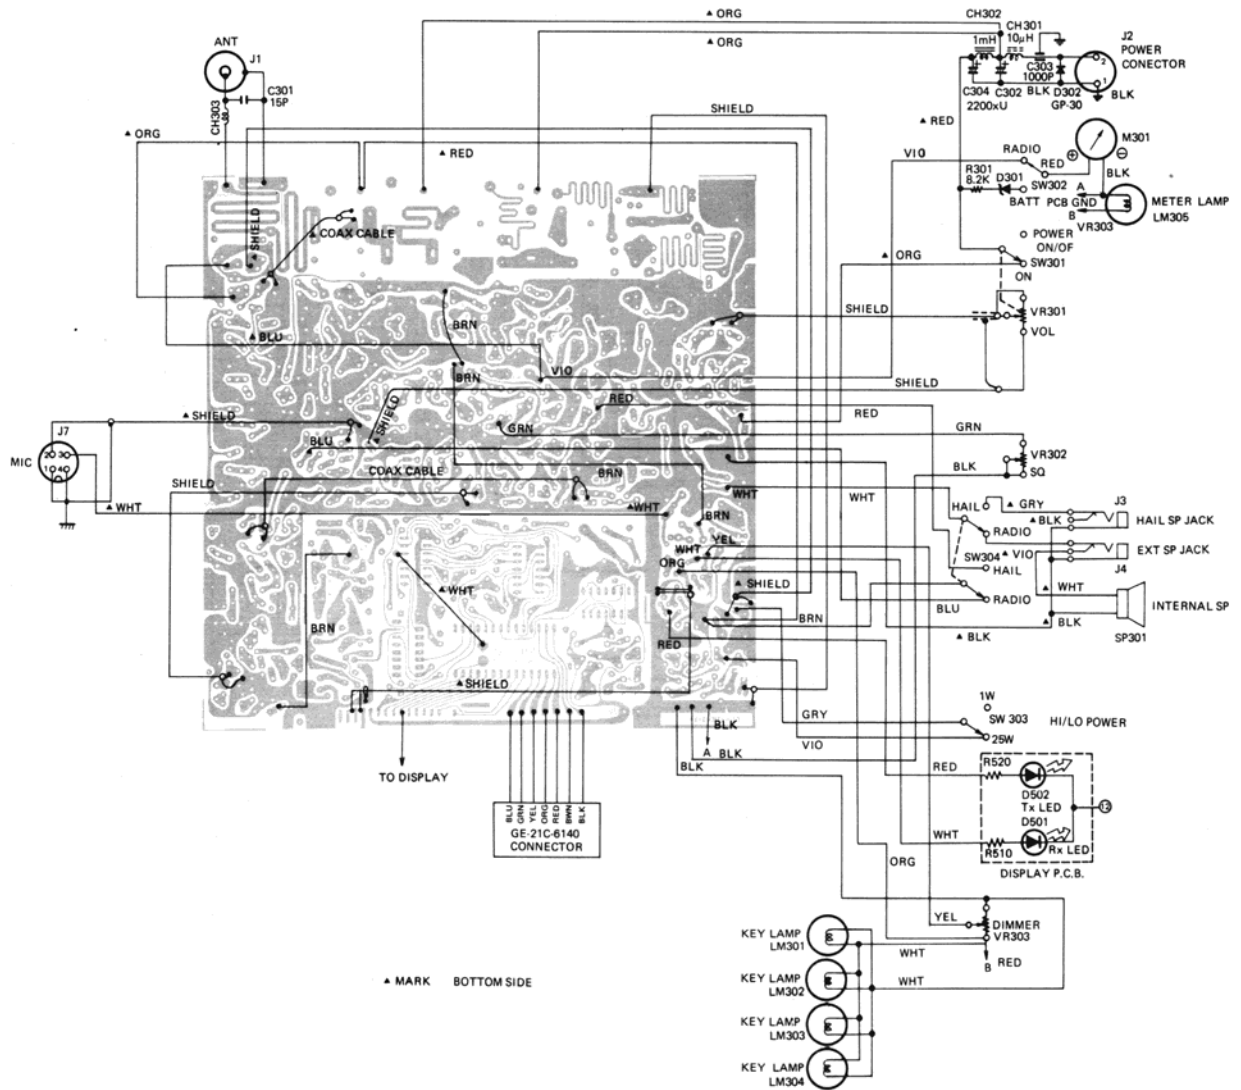 ▲ ORG
CH302
▲ ORG
CH301
1mH 10μH
J2
POWER
CONECTOR
2
1
C303
1000P
C304 C302 BLK D302
2200xU GP-30
BLK
ANT
J1
C301
15P
CH303
▲ ORG
▲ RED
SHIELD
▲ RED
VIO
RADIO
RED
M301
+
−
BLK
R301
8.2K D301
SW302
BATT PCB GND
A
B
VR303
METER LAMP
LM305
POWER
ON/OF
SW301
ON
▲ ORG
▲ SHIELD
▲ COAX CABLE
BRN
SHIELD
VR301
VOL
▲ BLU
VIO
BRN
SHIELD
▲ SHIELD
RED
RED
▲ SHIELD
GRN
GRN
J7
MIC
2 3
1 4
BLU
VR302
SQ
BLK
COAX CABLE
BRN
SHIELD
▲ WHT
▲ WHT
WHT
WHT
BRN
HAIL
▲ GRY
▲ BLK
J3
HAIL SP JACK
RADIO
YEL
WHT
ORG
SW304
▲ VIO
EXT SP JACK
J4
HAIL
▲ WHT
▲ SHIELD
▲ WHT
BLU
RADIO
INTERNAL SP
▲ BLK
SP301
BRN
BRN
RED
▲ BLK
▲ SHIELD
1W
SW 303
HI/LO POWER
25W
GRY
VIO
BLK
A BLK
BLK
TO DISPLAY
RED
R520
D502
Tx LED
D501
12
BLU
GRN
YEL
ORG
RED
BWN
BLK
GE-21C-6140
CONNECTOR
WHT
R510
Rx LED
DISPLAY P.C.B.
ORG
YEL
DIMMER
VR303
B RED
KEY LAMP
LM301
WHT
▲ MARK BOTTOM SIDE
KEY LAMP
LM302
WHT
KEY LAMP
LM303
KEY LAMP
LM304